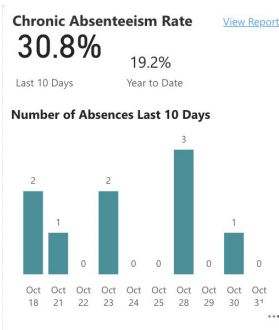 Chronic Absenteeism Rate View Report
30.8% 19.2%
Last 10 Days Year to Date
Number of Absences Last 10 Days
3
2 2
1 1
0 0 0 0 0
Oct Oct Oct Oct Oct Oct Oct Oct Oct Oct
18 21 22 23 24 25 28 29 30 31